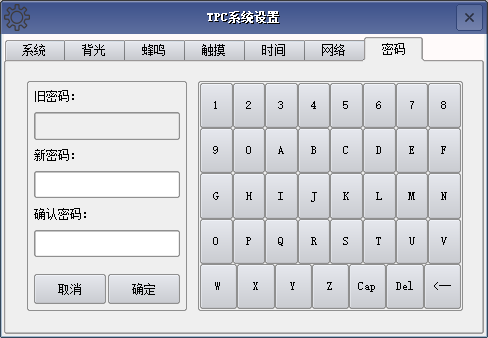 TPC系统设置
系统 背光 蜂鸣 触摸 时间 网络 密码
旧密码:
新密码:
确认密码:
取消 确定
1 2 3 4 5 6 7 8
9 0 A B C D E F
G H I J K L M N
O P Q R S T U V
W X Y Z Cap Del <--